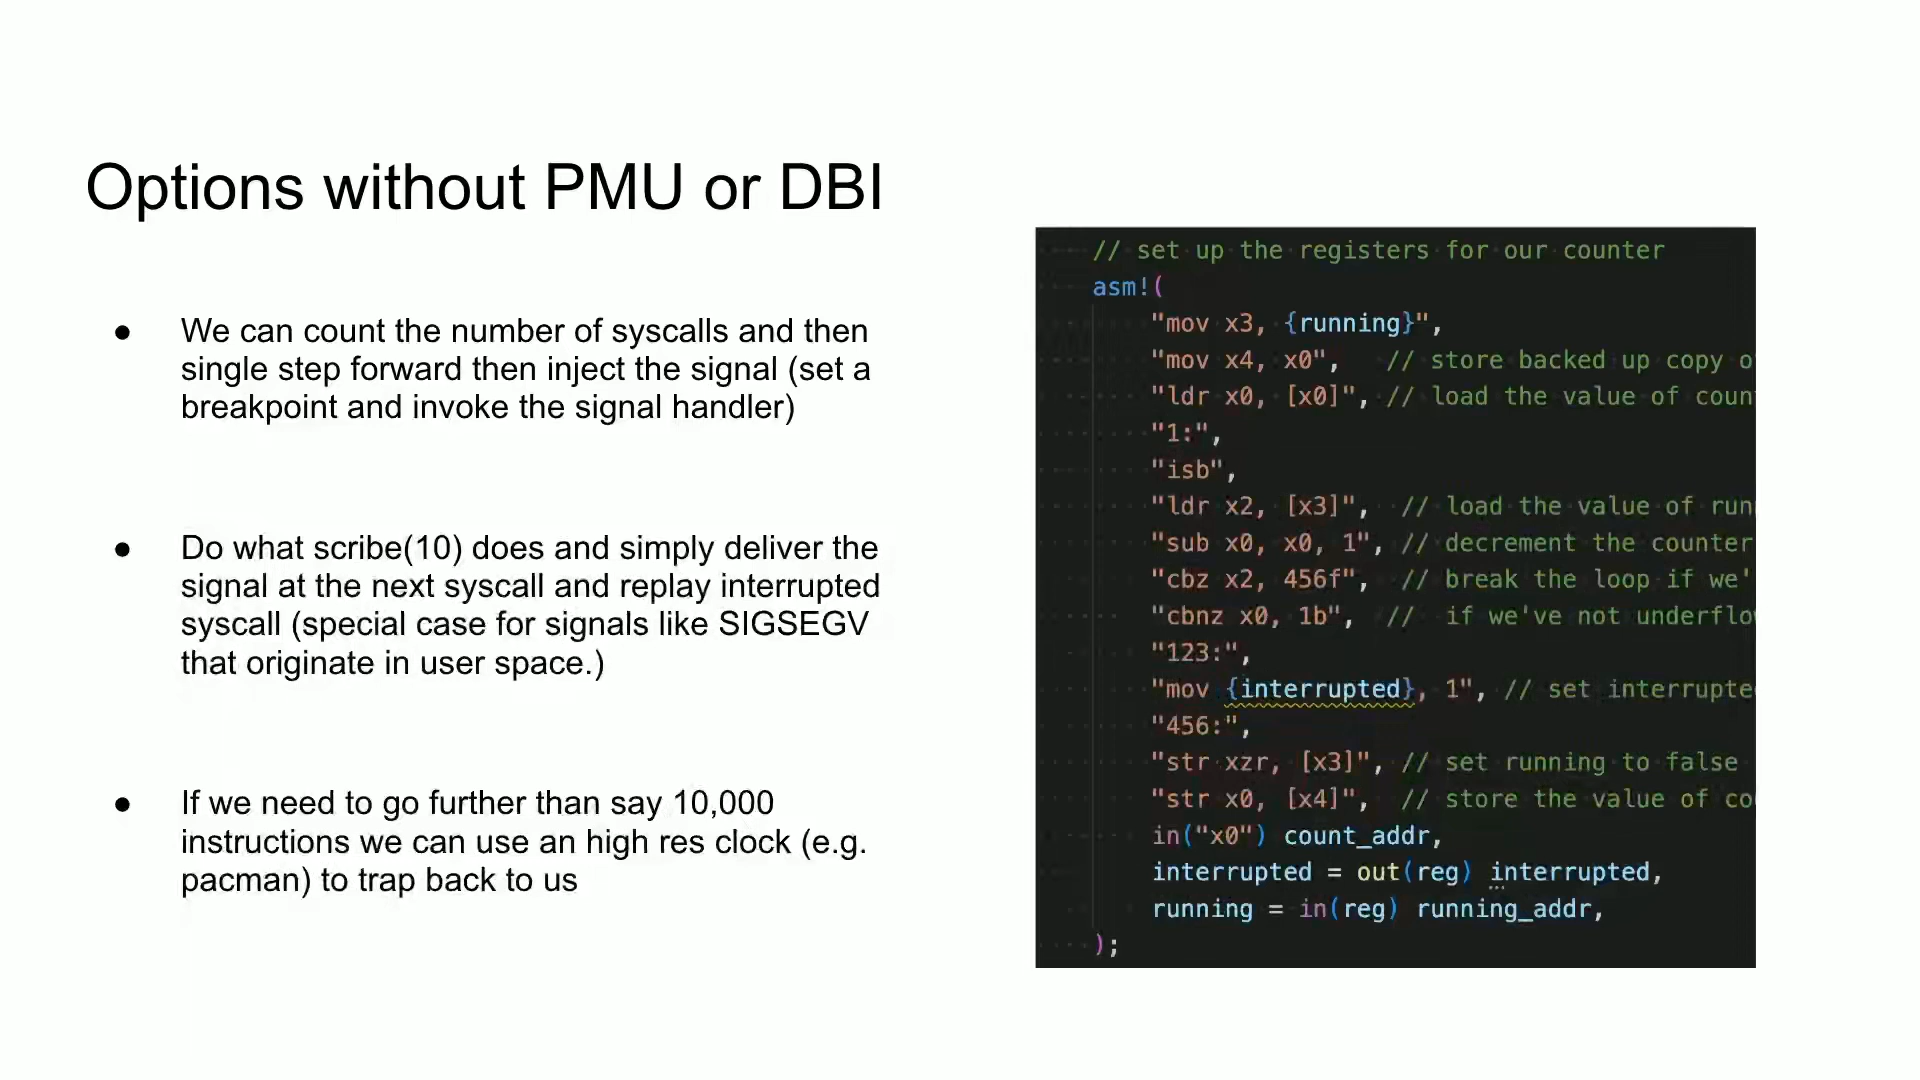 Options without PMU or DBI
● We can count the number of syscalls and then
single step forward then inject the signal (set a
breakpoint and invoke the signal handler)
● Do what scribe(10) does and simply deliver the
signal at the next syscall and replay interrupted
syscall (special case for signals like SIGSEGV
that originate in user space.)
● If we need to go further than say 10,000
instructions we can use an high res clock (e.g.
pacman) to trap back to us
// set up the registers for our counter
asm!(
"mov x3, {running}",
"mov x4, x0", // store backed up copy o
"ldr x0, [x0]", // load the value of coun
"1:",
"isb",
"ldr x2, [x3]", // load the value of run
"sub x0, x0, 1", // decrement the counter
"cbz x2, 456f", // break the loop if we'
"cbnz x0, 1b", // if we've not underflo
"123:",
"mov {interrupted}, 1", // set interrupte
"456:",
"str xzr, [x3]", // set running to false
"str x0, [x4]", // store the value of co
in("x0") count_addr,
interrupted = out(reg) interrupted,
running = in(reg) running_addr,
);